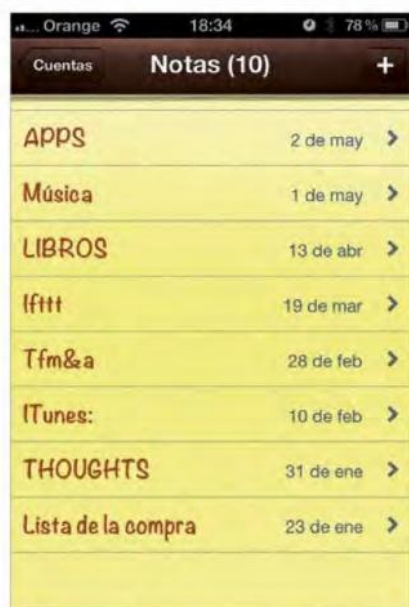 Orange 18:34 78 %
Cuentas Notas (10) +
APPS 2 de may >
Música 1 de may >
LIBROS 13 de abr >
Ifttt 19 de mar >
Tfm&a 28 de feb >
ITunes: 10 de feb >
THOUGHTS 31 de ene >
Lista de la compra 23 de ene >